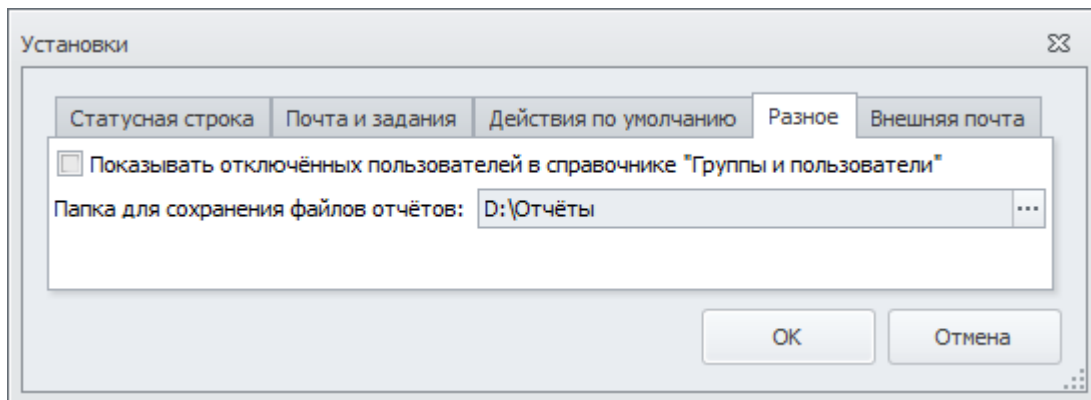 Установки
Статусная строка Почта и задания Действия по умолчанию Разное Внешняя почта
Показывать отключённых пользователей в справочнике "Группы и пользователи"
Папка для сохранения файлов отчётов: D:\Отчёты ...
ОК Отмена